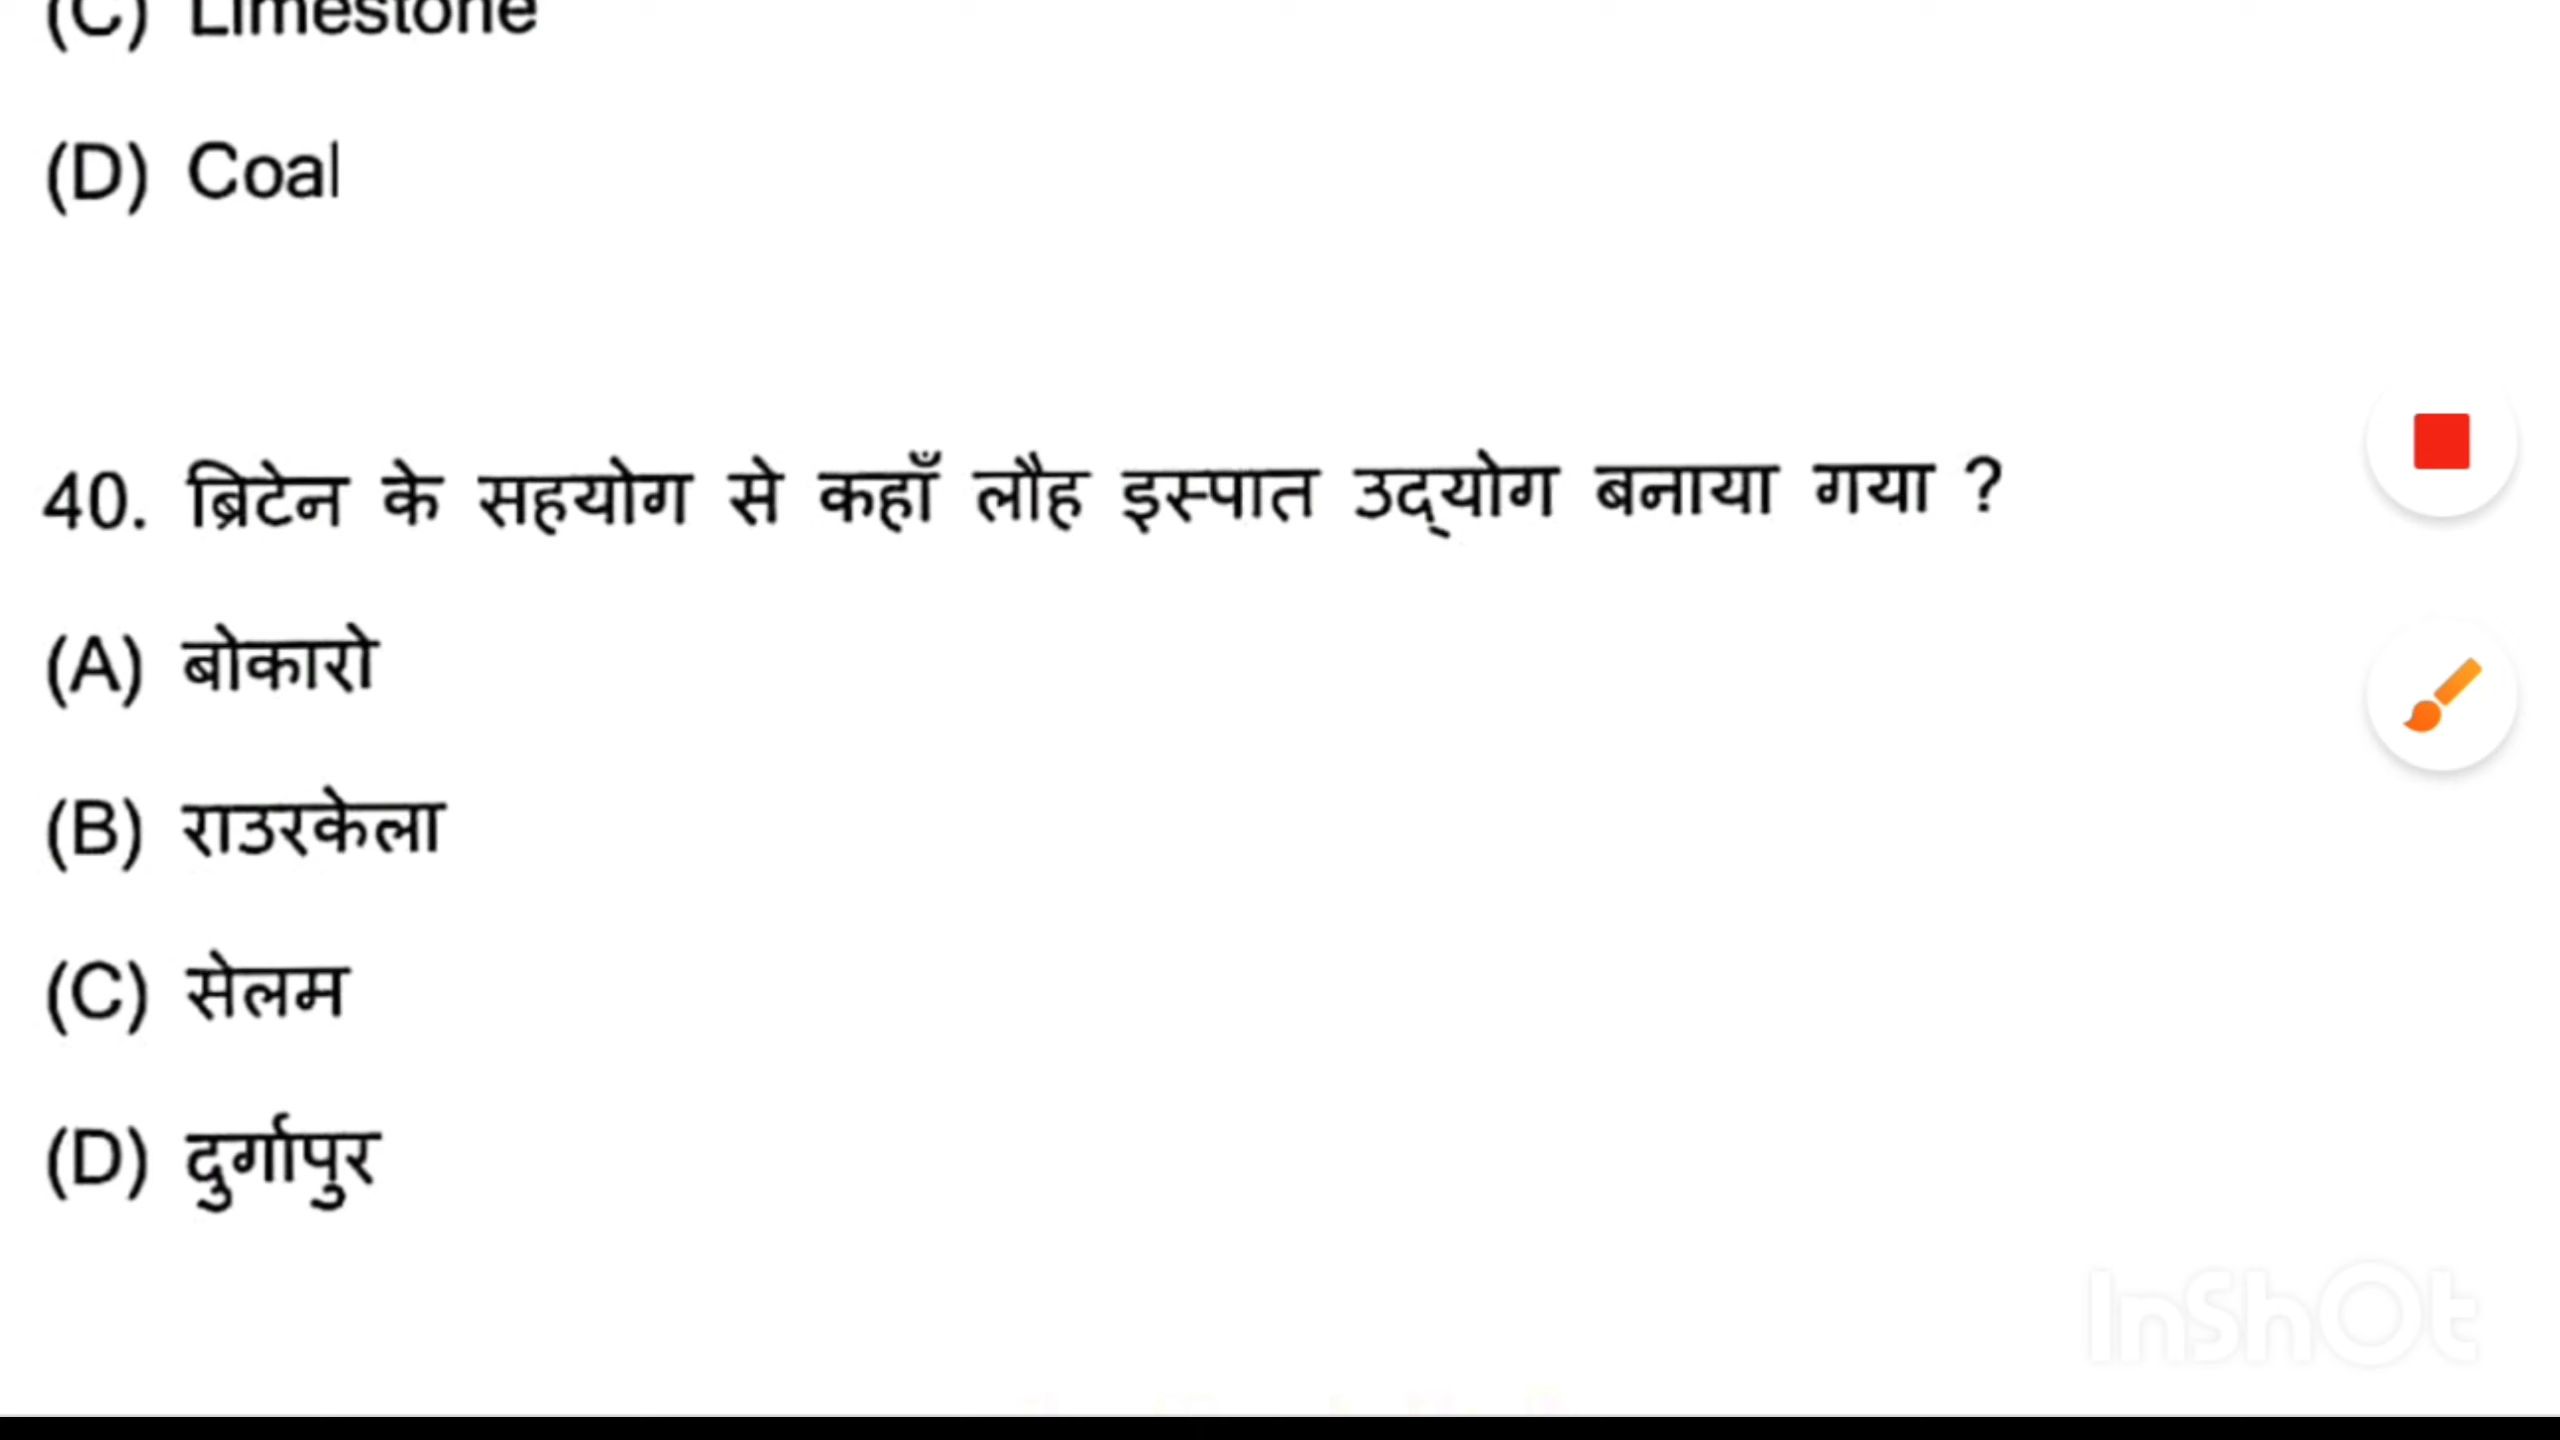 (C) Limestone
(D) Coal
40. ब्रिटेन के सहयोग से कहाँ लौह इस्पात उद्‌योग बनाया गया ?
(A) बोकारो
(B) राउरकेला
(C) सेलम
(D) दुर्गापुर
InShOt